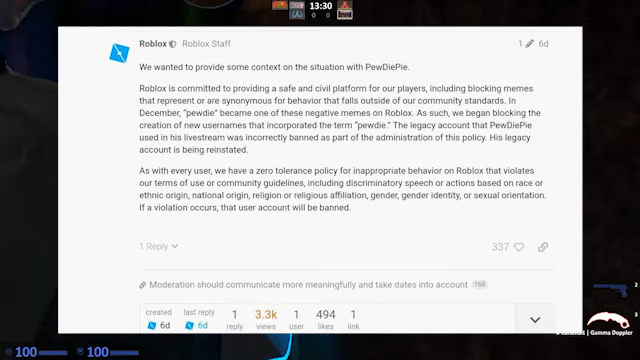 13:30
0 0
Roblox Roblox Staff 1 6d
We wanted to provide some context on the situation with PewDiePie.
Roblox is committed to providing a safe and civil platform for our players, including blocking memes
that represent or are synonymous for behavior that falls outside of our community standards. In
December, "pewdie" became one of these negative memes on Roblox. As such, we began blocking the
creation of new usernames that incorporated the term "pewdie." The legacy account that PewDiePie
used in his livestream was incorrectly banned as part of the administration of this policy. His legacy
account is being reinstated.
As with every user, we have a zero tolerance policy for inappropriate behavior on Roblox that violates
our terms of use or community guidelines, including discriminatory speech or actions based on race or
ethnic origin, national origin, religion or religious affiliation, gender, gender identity, or sexual orientation.
If a violation occurs, that user account will be banned.
1 Reply 337
Moderation should communicate more meaningfully and take dates into account 168
created last reply 1 3.3k 1 494 1
6d 6d reply views user likes link
2
3
| Gamma Doppler
100 100